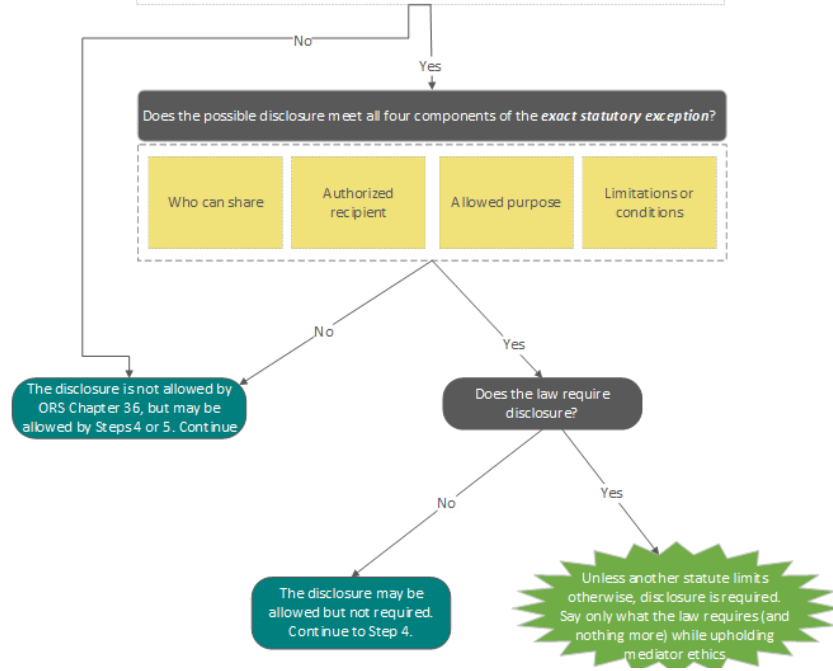 No
Yes
Does the possible disclosure meet all four components of the exact statutory exception?
Who can share
Authorized
recipient
Allowed purpose
Limitations or
conditions
No
Yes
The disclosure is not allowed by
ORS Chapter 36, but may be
allowed by Steps 4 or 5. Continue
Does the law require
disclosure?
No
Yes
The disclosure may be
allowed but not required.
Continue to Step 4.
Unless another statute limits
otherwise, disclosure is required.
Say only what the law requires (and
nothing more) while upholding
mediator ethics